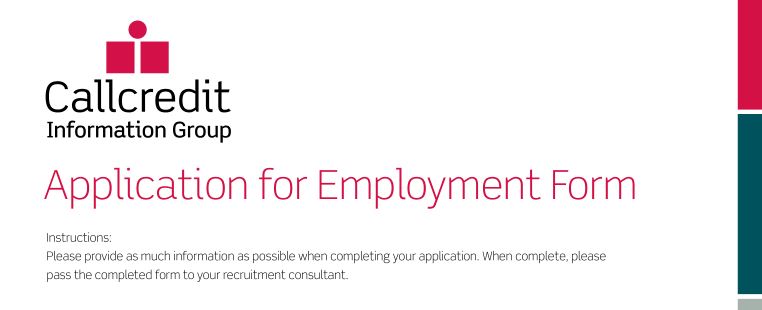 Callcredit
Information Group
Application for Employment Form
Instructions:
Please provide as much information as possible when completing your application. When complete, please
pass the completed form to your recruitment consultant.